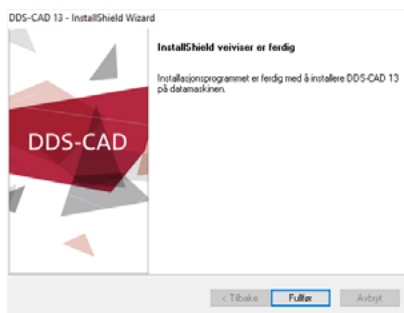 DDS-CAD 13 - InstallShield Wizard
InstallShield veiviser er ferdig
Installasjonsprogrammet er ferdig med å installere DDS-CAD 13
på datamaskinen.
DDS-CAD
< Tilbake
Fullfør
Avbryt